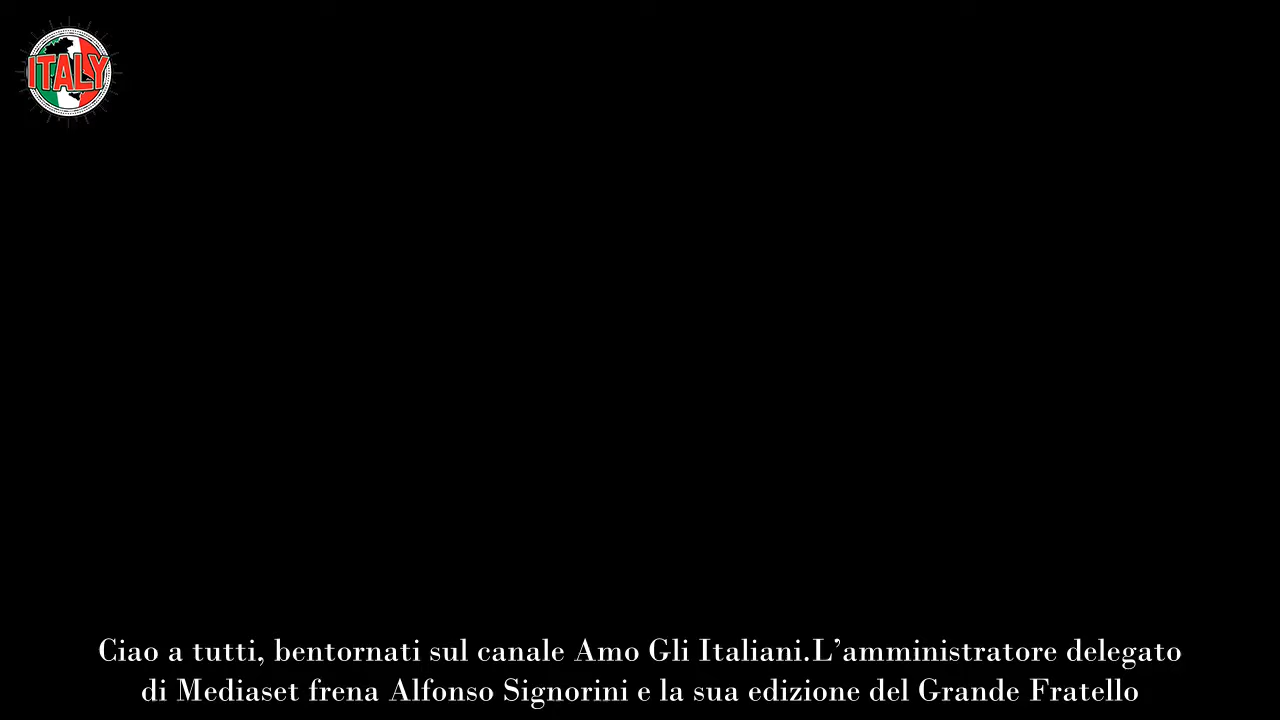 ITALY
Ciao a tutti, bentornati sul canale Amo Gli Italiani.L’amministratore delegato
di Mediaset frena Alfonso Signorini e la sua edizione del Grande Fratello